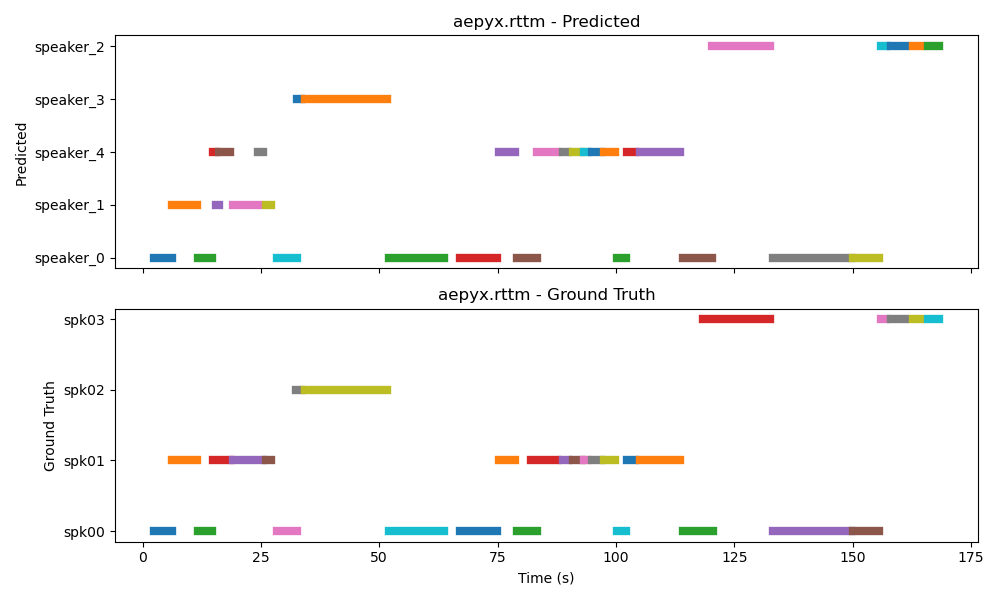 aepyx.rttm - Predicted
speaker_2
speaker_3
speaker_4
speaker_1
speaker_0
Predicted
aepyx.rttm - Ground Truth
spk03
spk02
spk01
spk00
Ground Truth
0 25 50 75 100 125 150 175
Time (s)